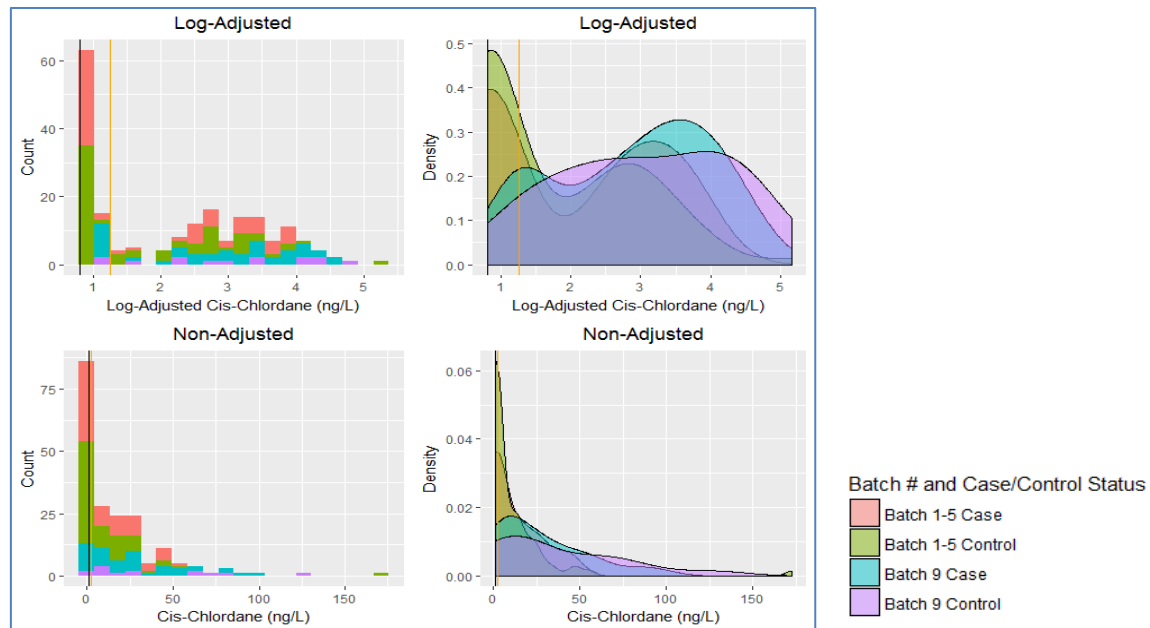 Log-Adjusted
60
40
20
0
Count
1 2 3 4 5
Log-Adjusted Cis-Chlordane (ng/L)
Log-Adjusted
0.5
0.4
0.3
0.2
0.1
0.0
Density
1 2 3 4 5
Log-Adjusted Cis-Chlordane (ng/L)
Non-Adjusted
75
50
25
0
Count
0 50 100 150
Cis-Chlordane (ng/L)
Non-Adjusted
0.06
0.04
0.02
0.00
Density
0 50 100 150
Cis-Chlordane (ng/L)
Batch # and Case/Control Status
Batch 1-5 Case
Batch 1-5 Control
Batch 9 Case
Batch 9 Control